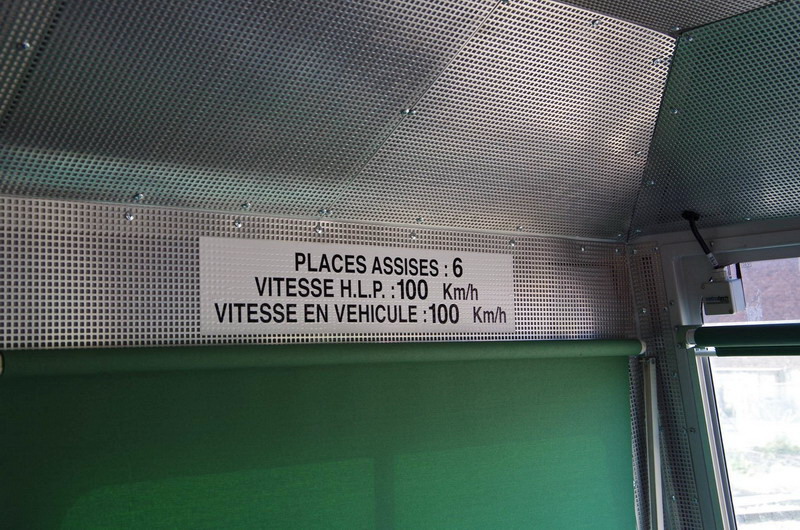 PLACES ASSISES : 6
VITESSE H.L.P. : 100 Km/h
VITESSE EN VEHICULE : 100 Km/h